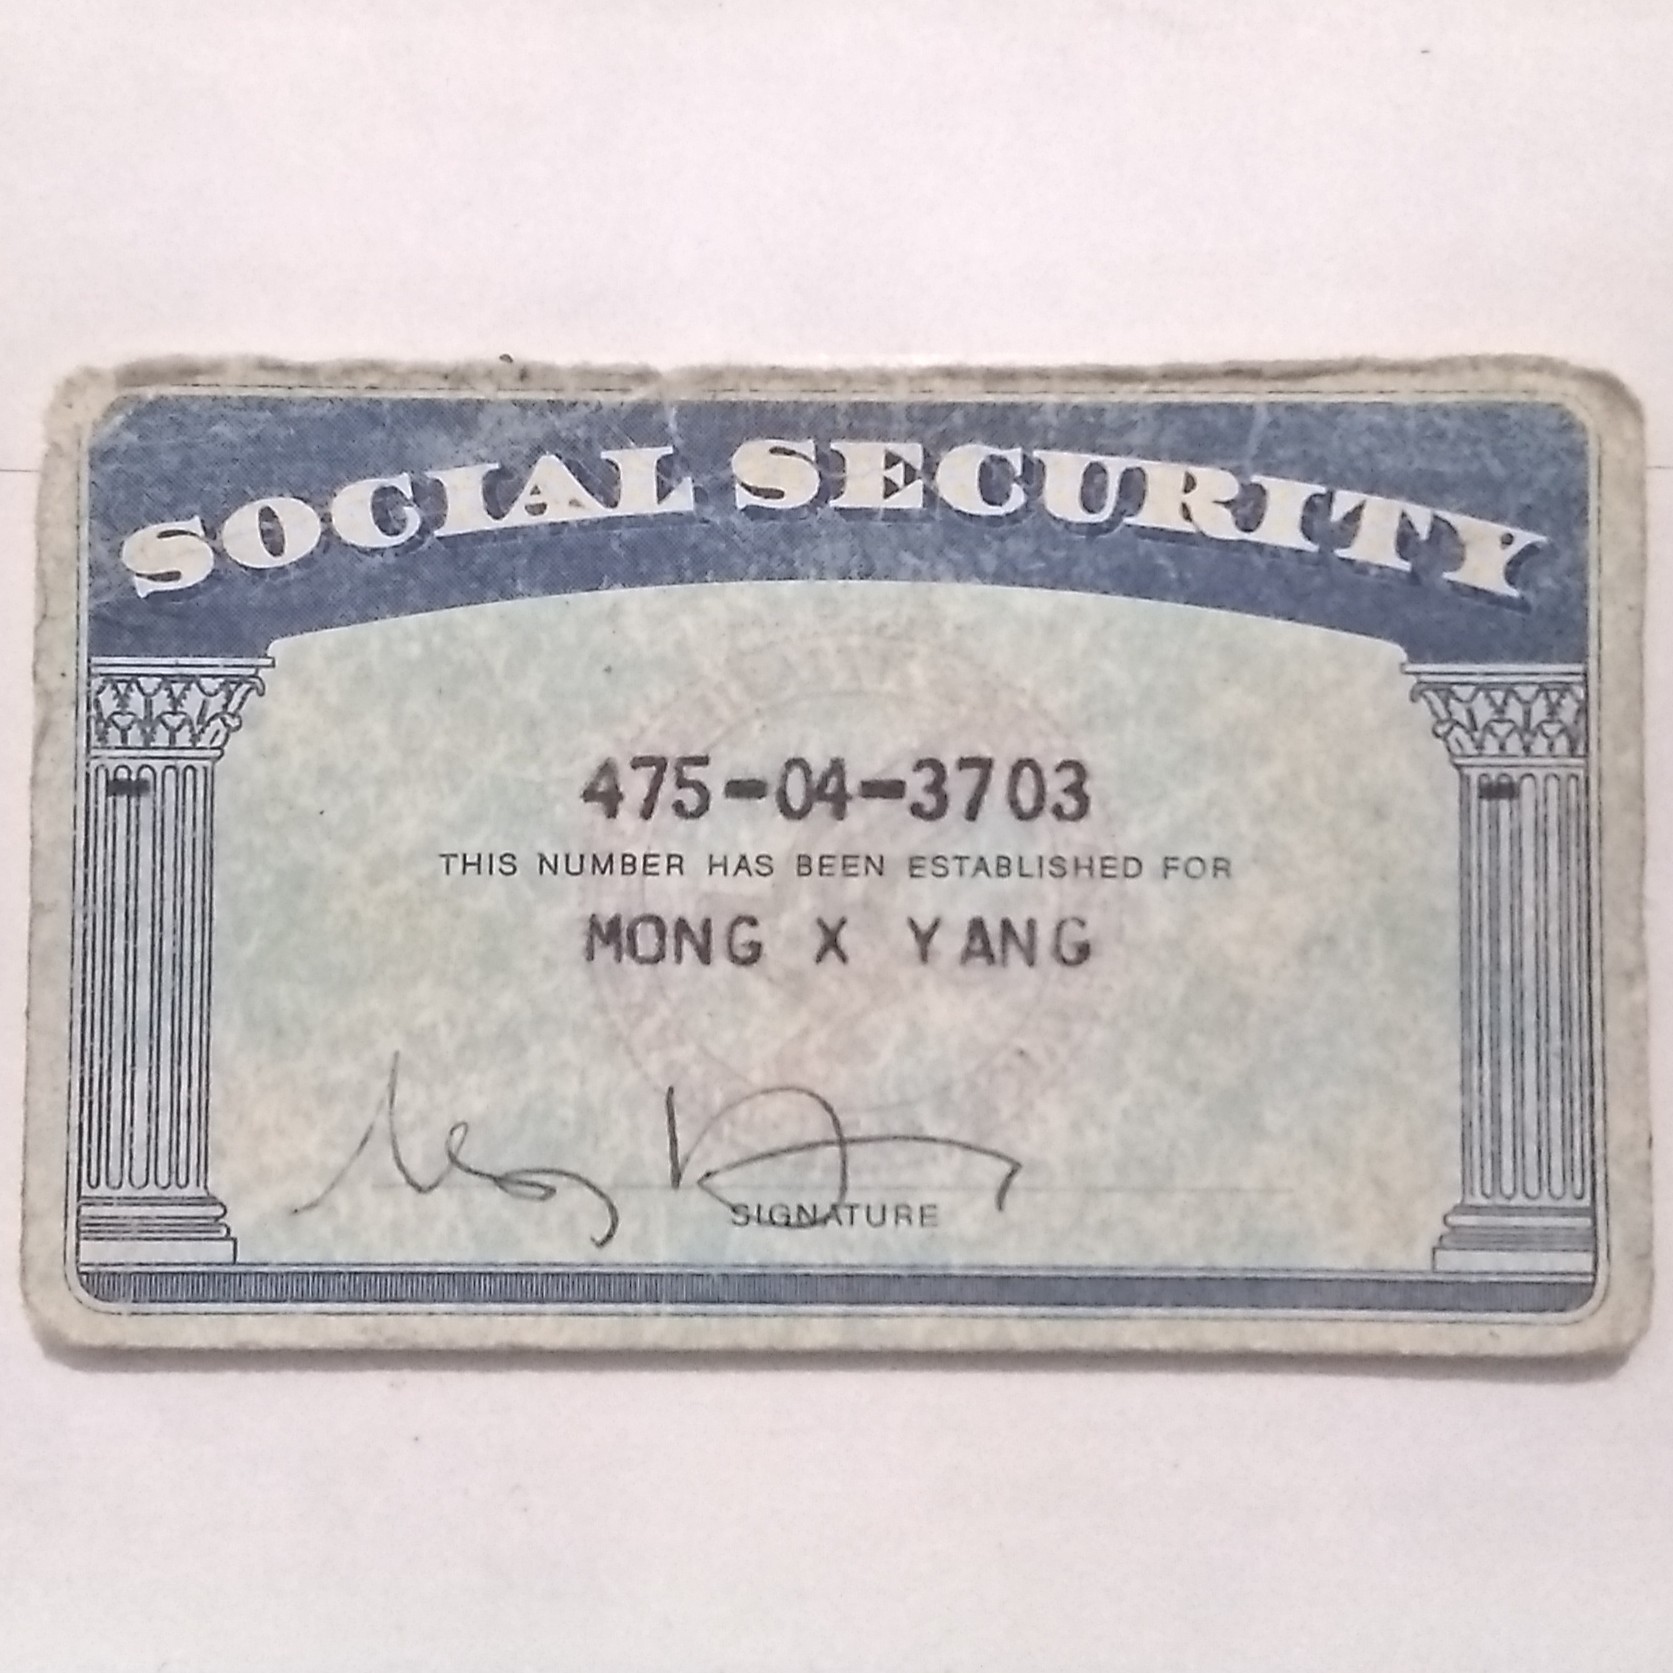 SOCIAL SECURITY
475-04-3703
THIS NUMBER HAS BEEN ESTABLISHED FOR
MONG X YANG
SIGNATURE